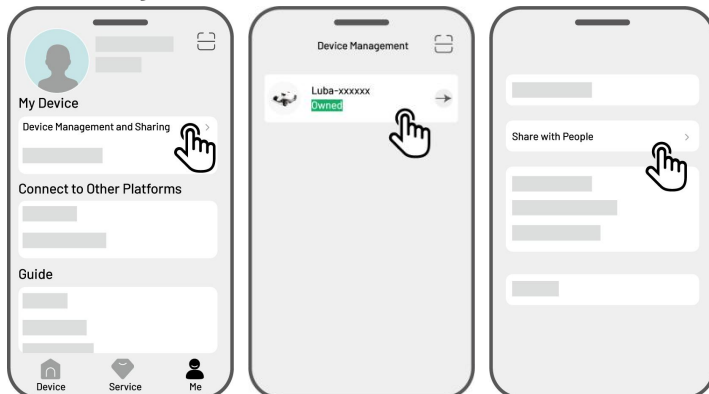 My Device
Device Management and Sharing
Connect to Other Platforms
Guide
Device
Service
Me
Device Management
Luba-xxxxxx
Owned
Share with People